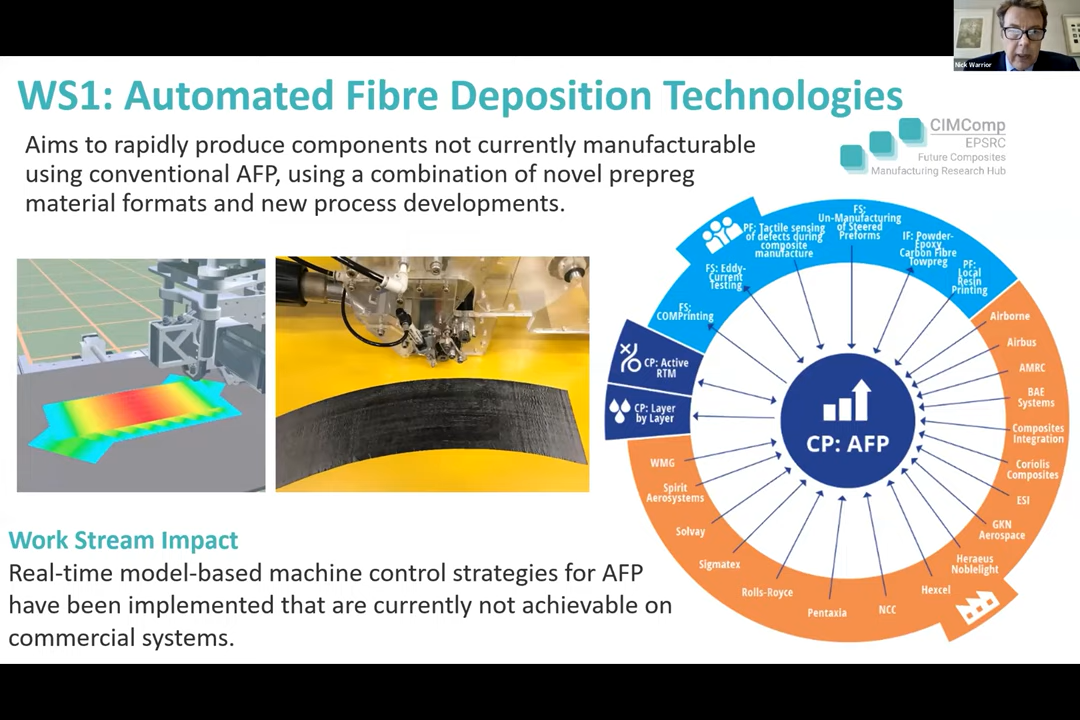 Nick Warrior
WS1: Automated Fibre Deposition Technologies
Aims to rapidly produce components not currently manufacturable
using conventional AFP, using a combination of novel prepreg
material formats and new process developments.
CIMComp
EPSRC
Future Composites
Manufacturing Research Hub
FS:
COMPrinting
FS: Eddy-
Current
Testing
PF: Tactile sensing
of defects during
composite
manufacture
FS:
Un-Manufacturing
of Steered
Preforms
IF: Powder-
Epoxy
Carbon Fibre
Towpreg
PF:
Local
Resin
Printing
Airborne
Airbus
AMRC
BAE
Systems
Composites
Integration
Coriolis
Composites
ESI
GKN
Aerospace
Heraeus
Noblelight
Hexcel
NCC
Pentaxia
Rolls-Royce
Sigmatex
Solvay
Spirit
Aerosystems
WMG
CP: Layer
by Layer
CP: Active
RTM
CP: AFP
Work Stream Impact
Real-time model-based machine control strategies for AFP
have been implemented that are currently not achievable on
commercial systems.